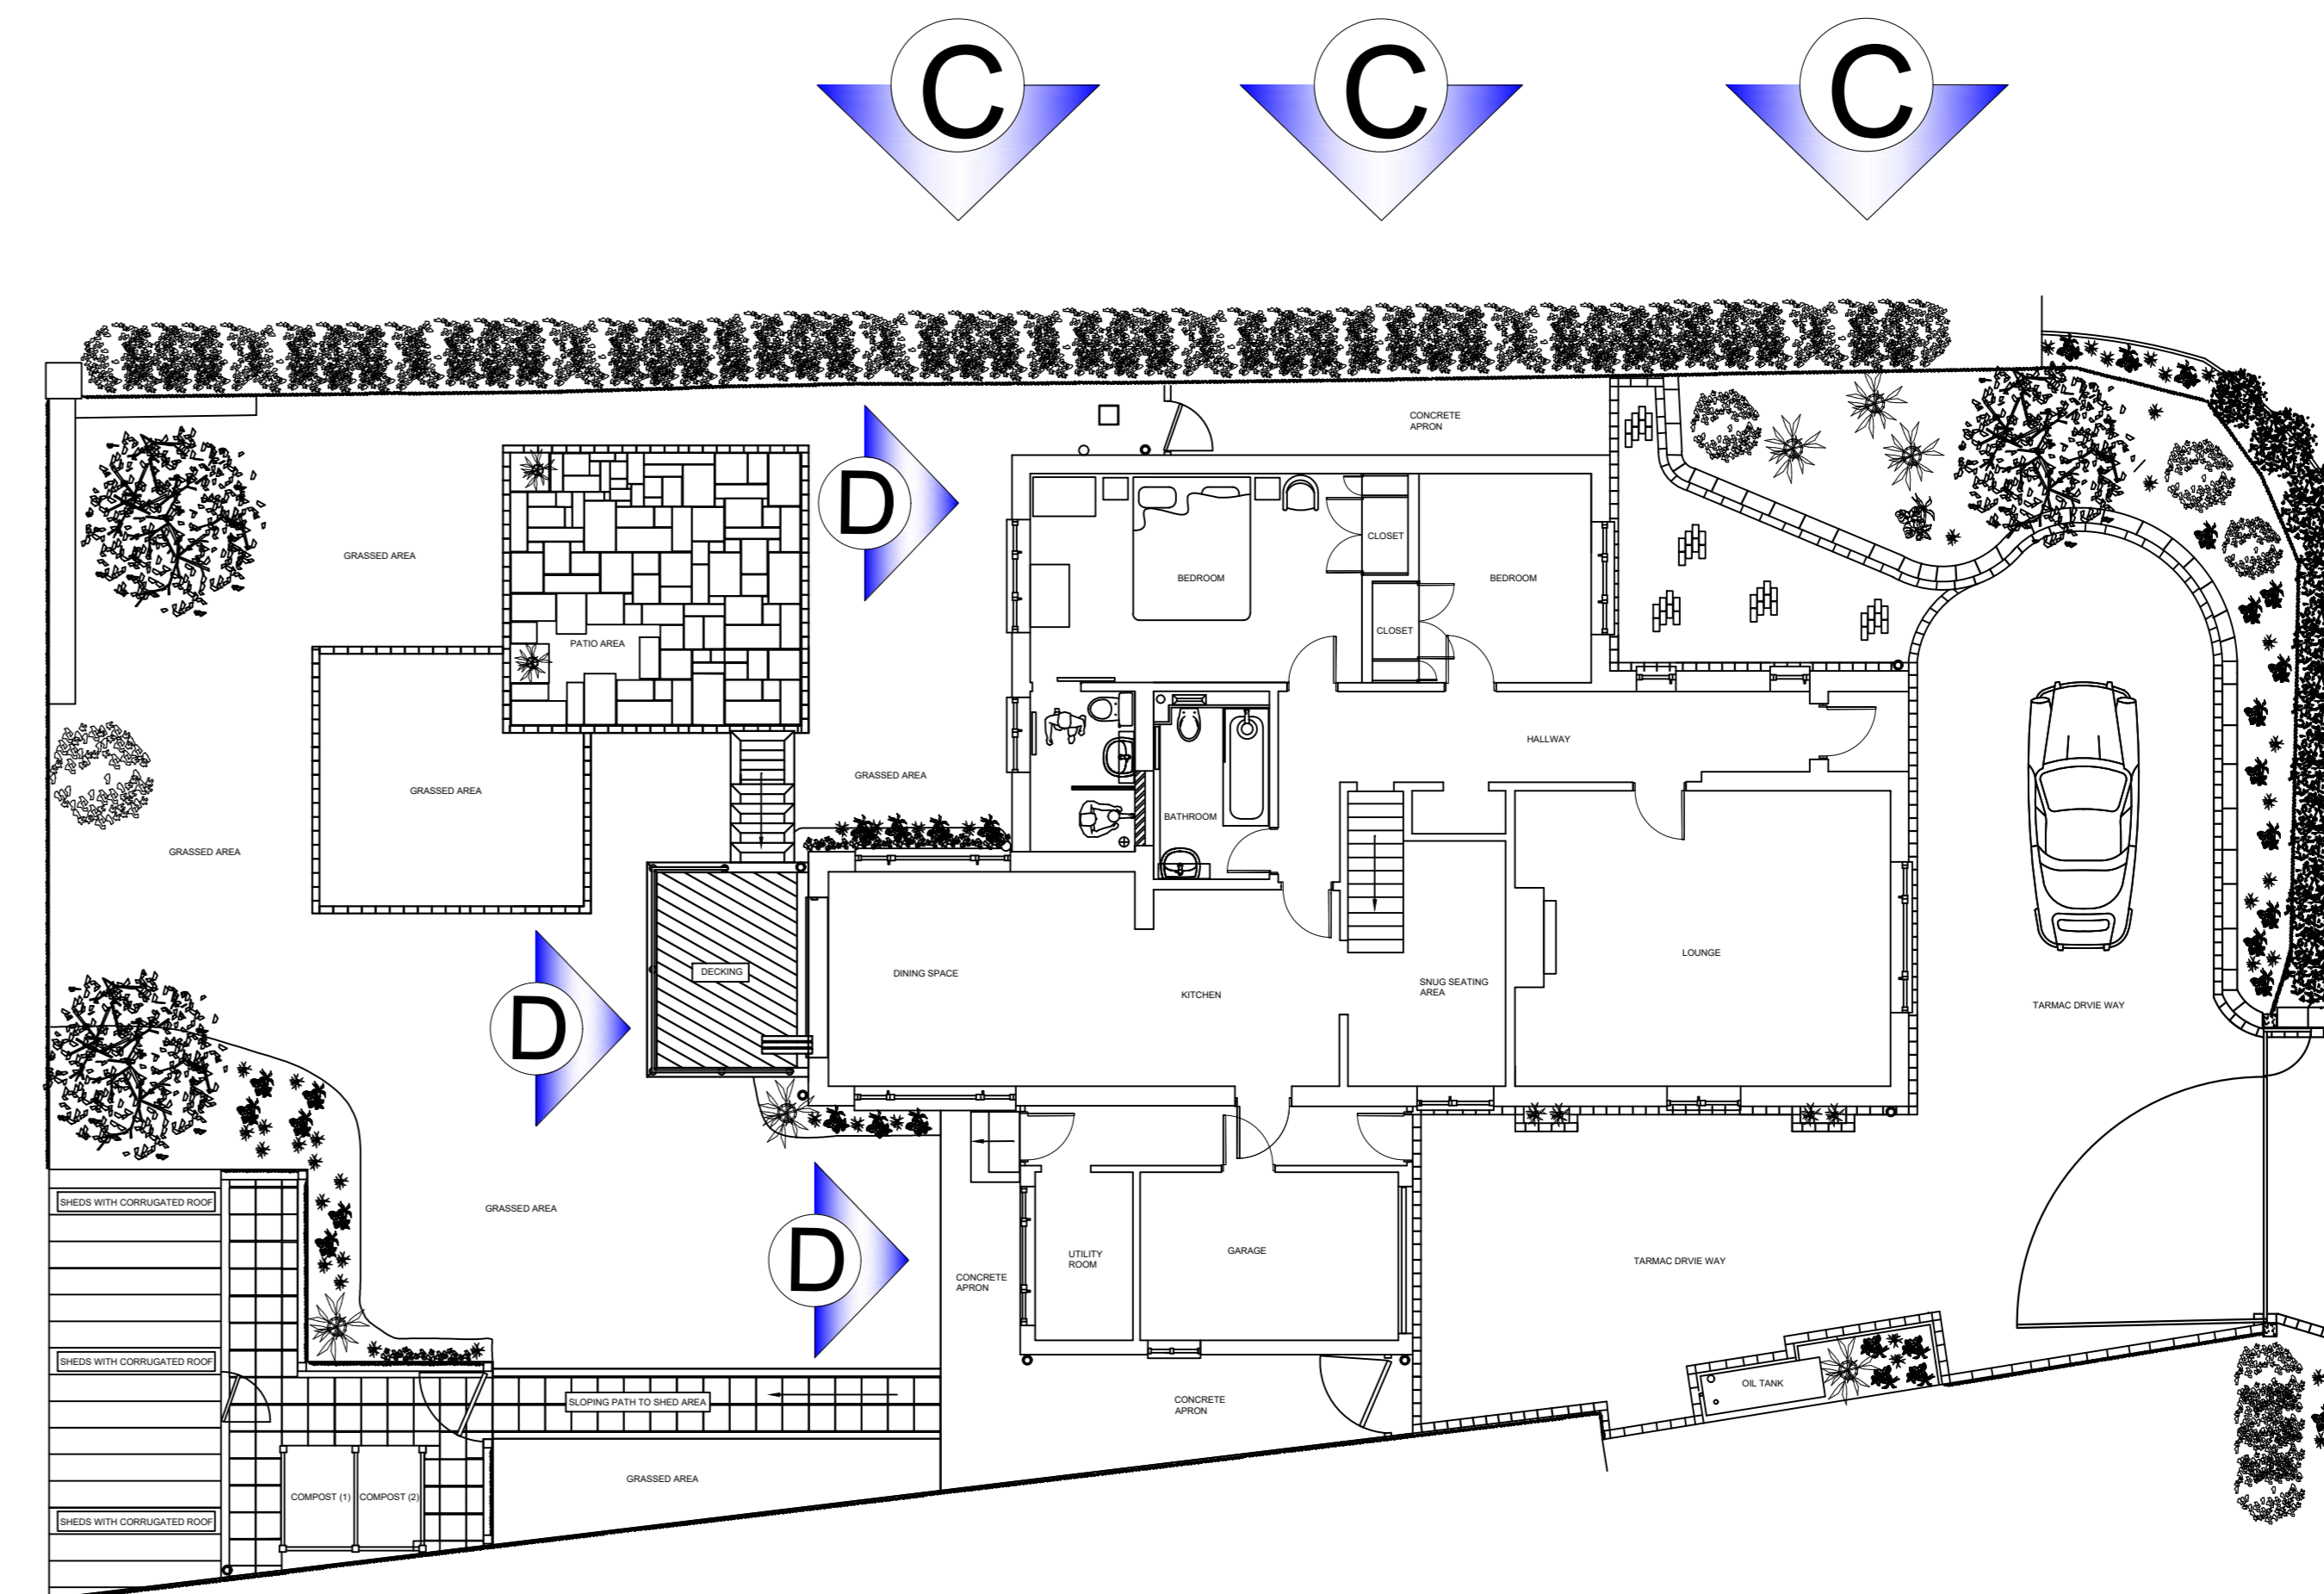 C
C
C
CONCRETE
APRON
D
CLOSET
GRASSED AREA
BEDROOM
BEDROOM
CLOSET
PATIO AREA
HALLWAY
GRASSED AREA
GRASSED AREA
BATHROOM
GRASSED AREA
LOUNGE
DECKING
DINING SPACE
SNUG SEATING
AREA
KITCHEN
TARMAC DRVIE WAY
D
SHEDS WITH CORRUGATED ROOF
GRASSED AREA
D
UTILITY
ROOM
GARAGE
TARMAC DRVIE WAY
CONCRETE
APRON
SHEDS WITH CORRUGATED ROOF
OIL TANK
SLOPING PATH TO SHED AREA
CONCRETE
APRON
GRASSED AREA
COMPOST (1)
COMPOST (2)
SHEDS WITH CORRUGATED ROOF